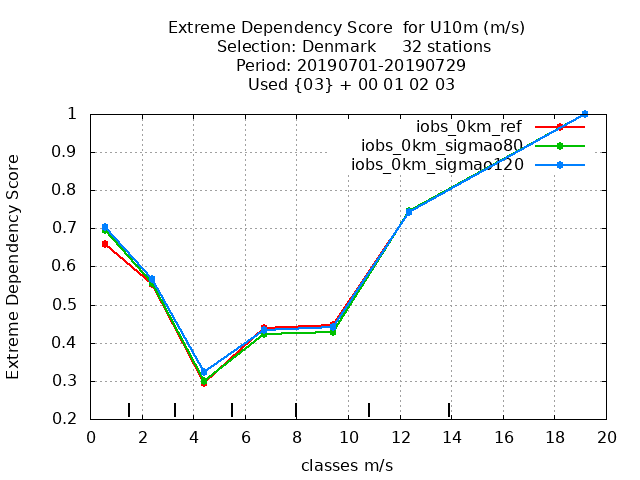 Extreme Dependency Score  for U10m (m/s)
Selection: Denmark     32 stations
Period: 20190701-20190729
Used {03} + 00 01 02 03
iobs_0km_ref
iobs_0km_sigmao80
iobs_0km_sigmao120
Extreme Dependency Score
1
0.9
0.8
0.7
0.6
0.5
0.4
0.3
0.2
0 2 4 6 8 10 12 14 16 18 20
classes m/s